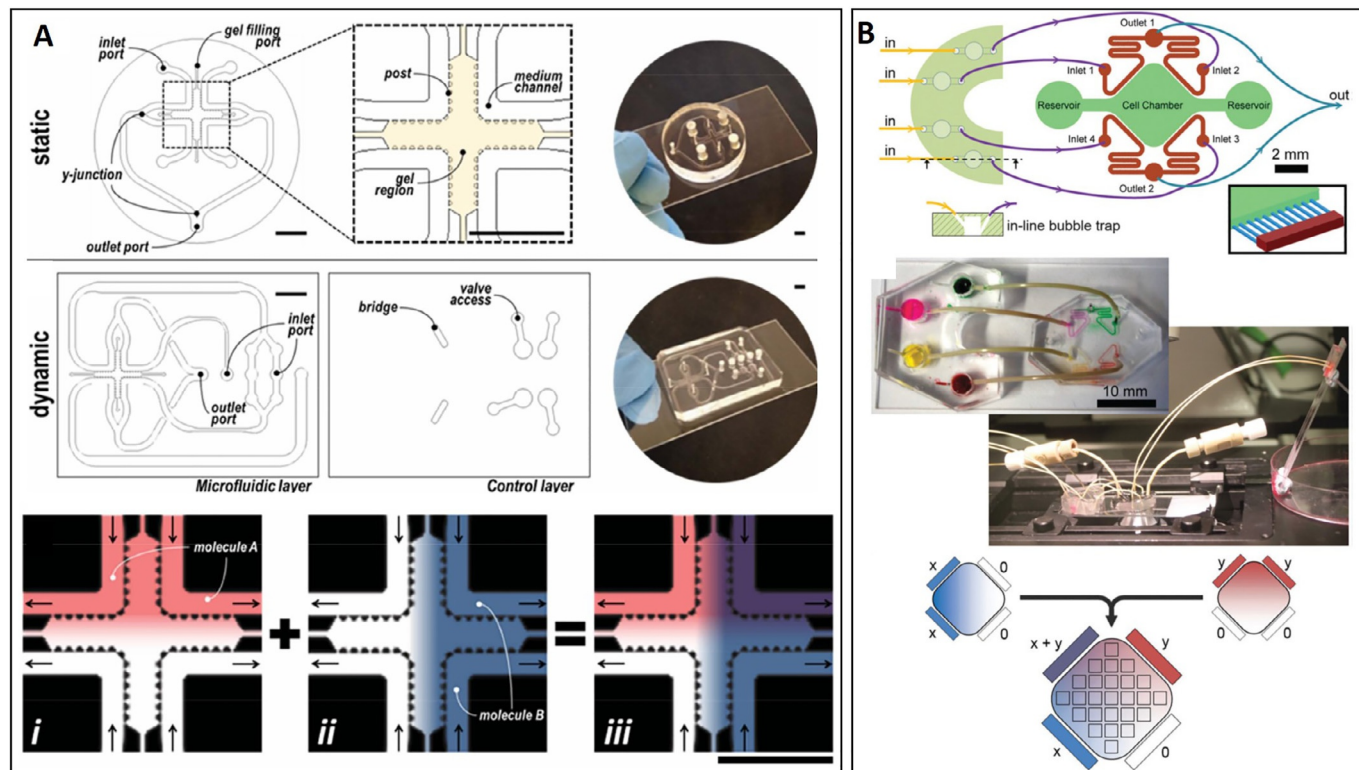 A
static
inlet
port
gel filling
port
y-junction
outlet port
post
medium
channel
gel
region
dynamic
inlet
port
outlet
port
Microfluidic layer
bridge
valve
access
Control layer
molecule A
i
+
molecule B
ii
=
iii
B
in
in
in
in
Outlet 1
Inlet 1
Inlet 2
Reservoir
Cell Chamber
Reservoir
out
Inlet 4
Inlet 3
Outlet 2
2 mm
in-line bubble trap
10 mm
x
0
x
0
y
y
0
0
x + y
y
x
0